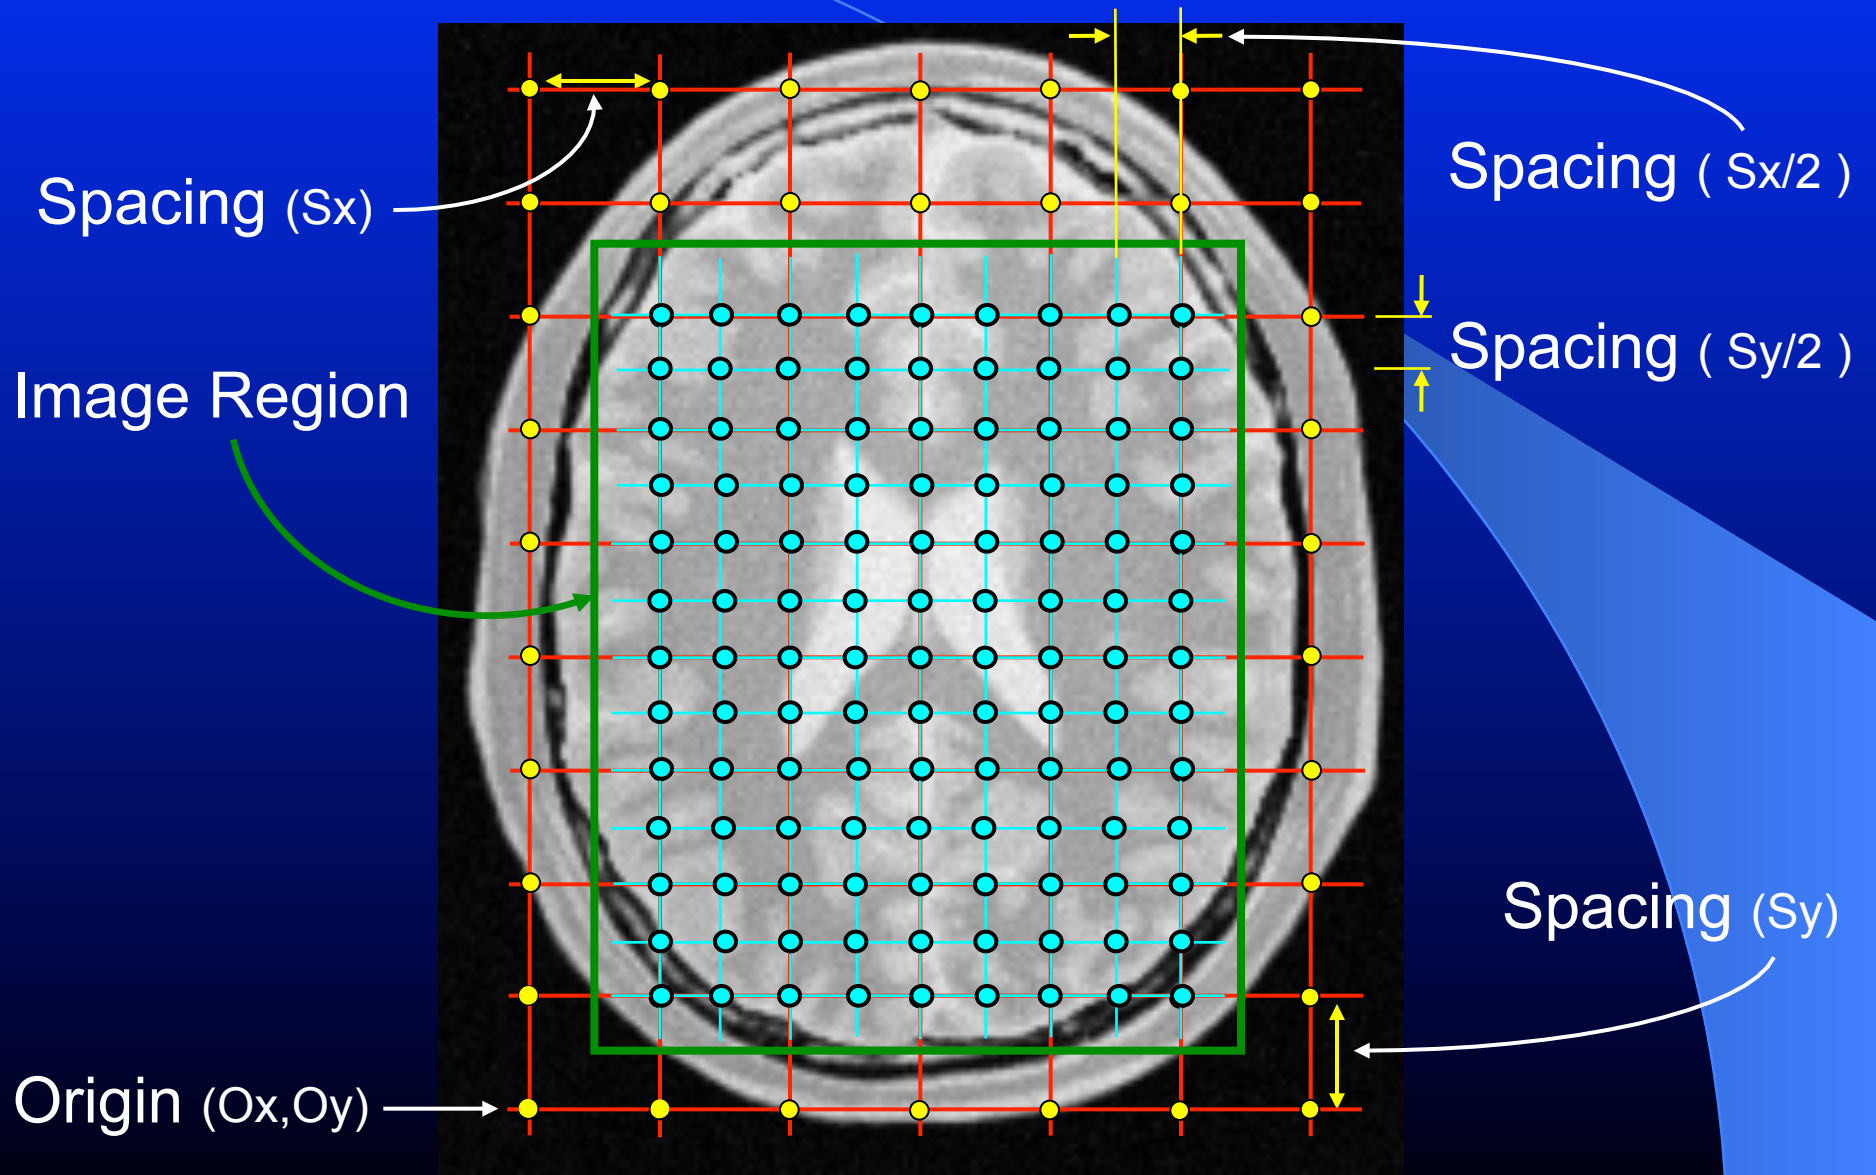 Spacing ( Sx/2 )
Spacing (Sx)
Spacing ( Sy/2 )
Image Region
Spacing (Sy)
Origin (Ox,Oy)